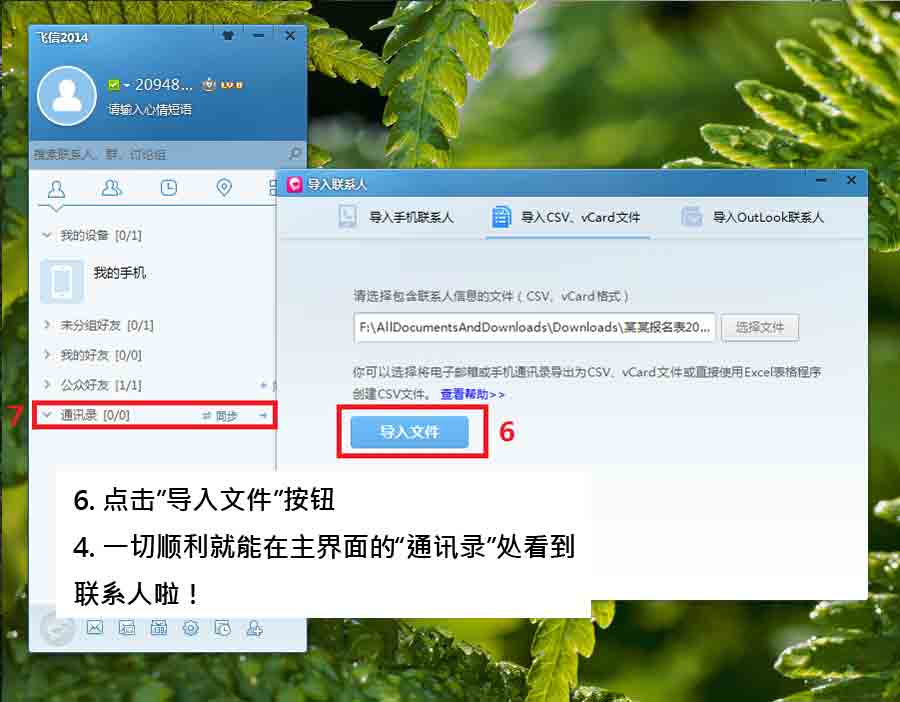 飞信2014
20948...
LV 0
请输入心情短语
搜索联系人、群、讨论组
我的设备 [0/1]
我的手机
未分组好友 [0/1]
我的好友 [0/0]
公众好友 [1/1]
7
通讯录 [0/0]
同步
导入联系人
导入手机联系人
导入CSV、vCard文件
导入OutLook联系人
请选择包含联系人信息的文件（CSV、vCard格式）
F:\AllDocumentsAndDownloads\Downloads\某某报名表20...
选择文件
你可以选择将电子邮箱或手机通讯录导出为CSV、vCard文件或直接使用Excel表格程序
创建CSV文件。 查看帮助>>
导入文件
6
6. 点击”导入文件”按钮
4. 一切顺利就能在主界面的“通讯录”处看到
联系人啦！